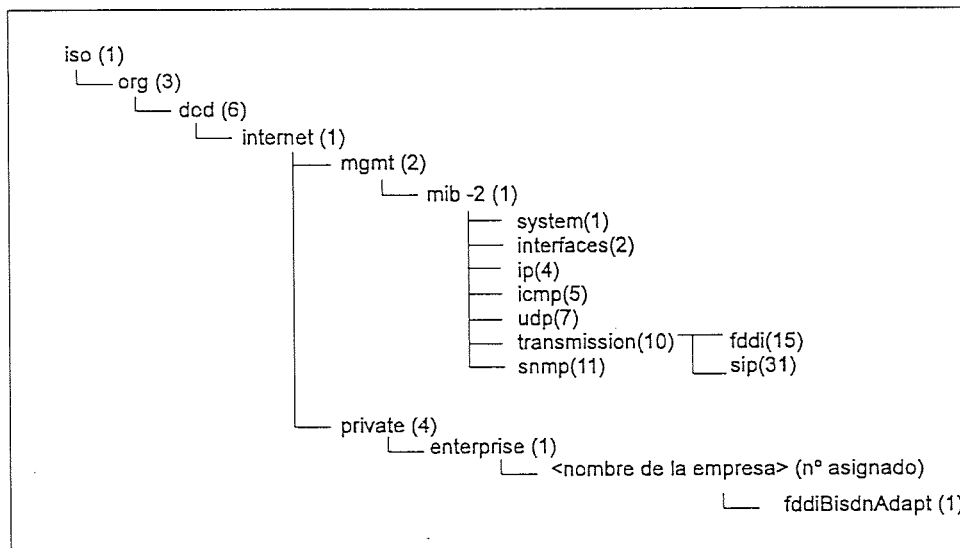 iso (1)
org (3)
dcd (6)
internet (1)
mgmt (2)
mib -2 (1)
system(1)
interfaces(2)
ip(4)
icmp(5)
udp(7)
transmission(10)
fddi(15)
snmp(11)
sip(31)
private (4)
enterprise (1)
<nombre de la empresa> (nº asignado)
fddiBisdnAdapt (1)